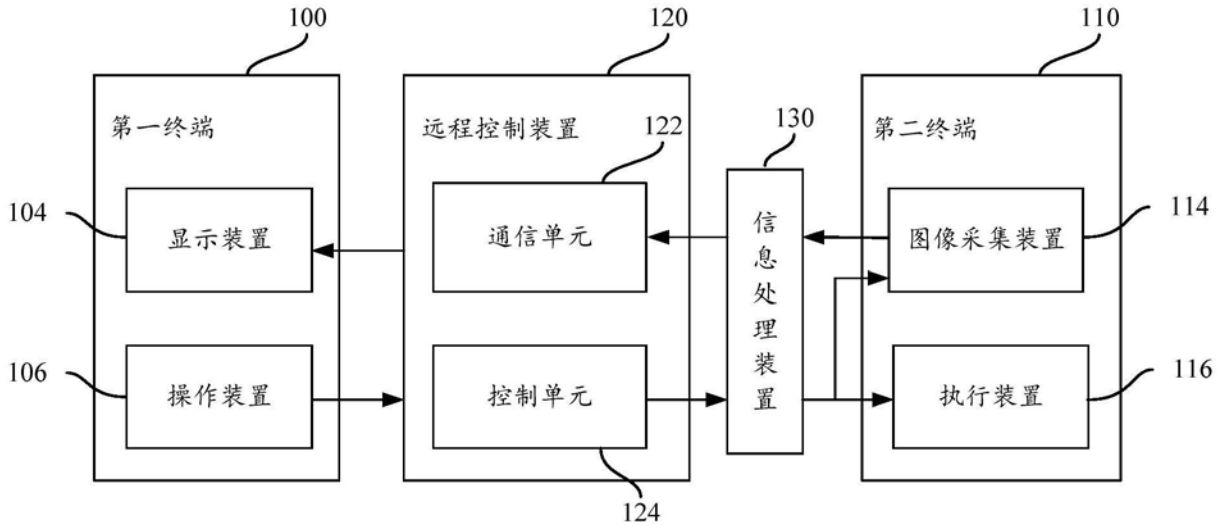 100
120
110
第一终端
远程控制装置
122
130
第二终端
104
显示装置
通信单元
信息处理装置
图像采集装置
114
106
操作装置
控制单元
执行装置
116
124